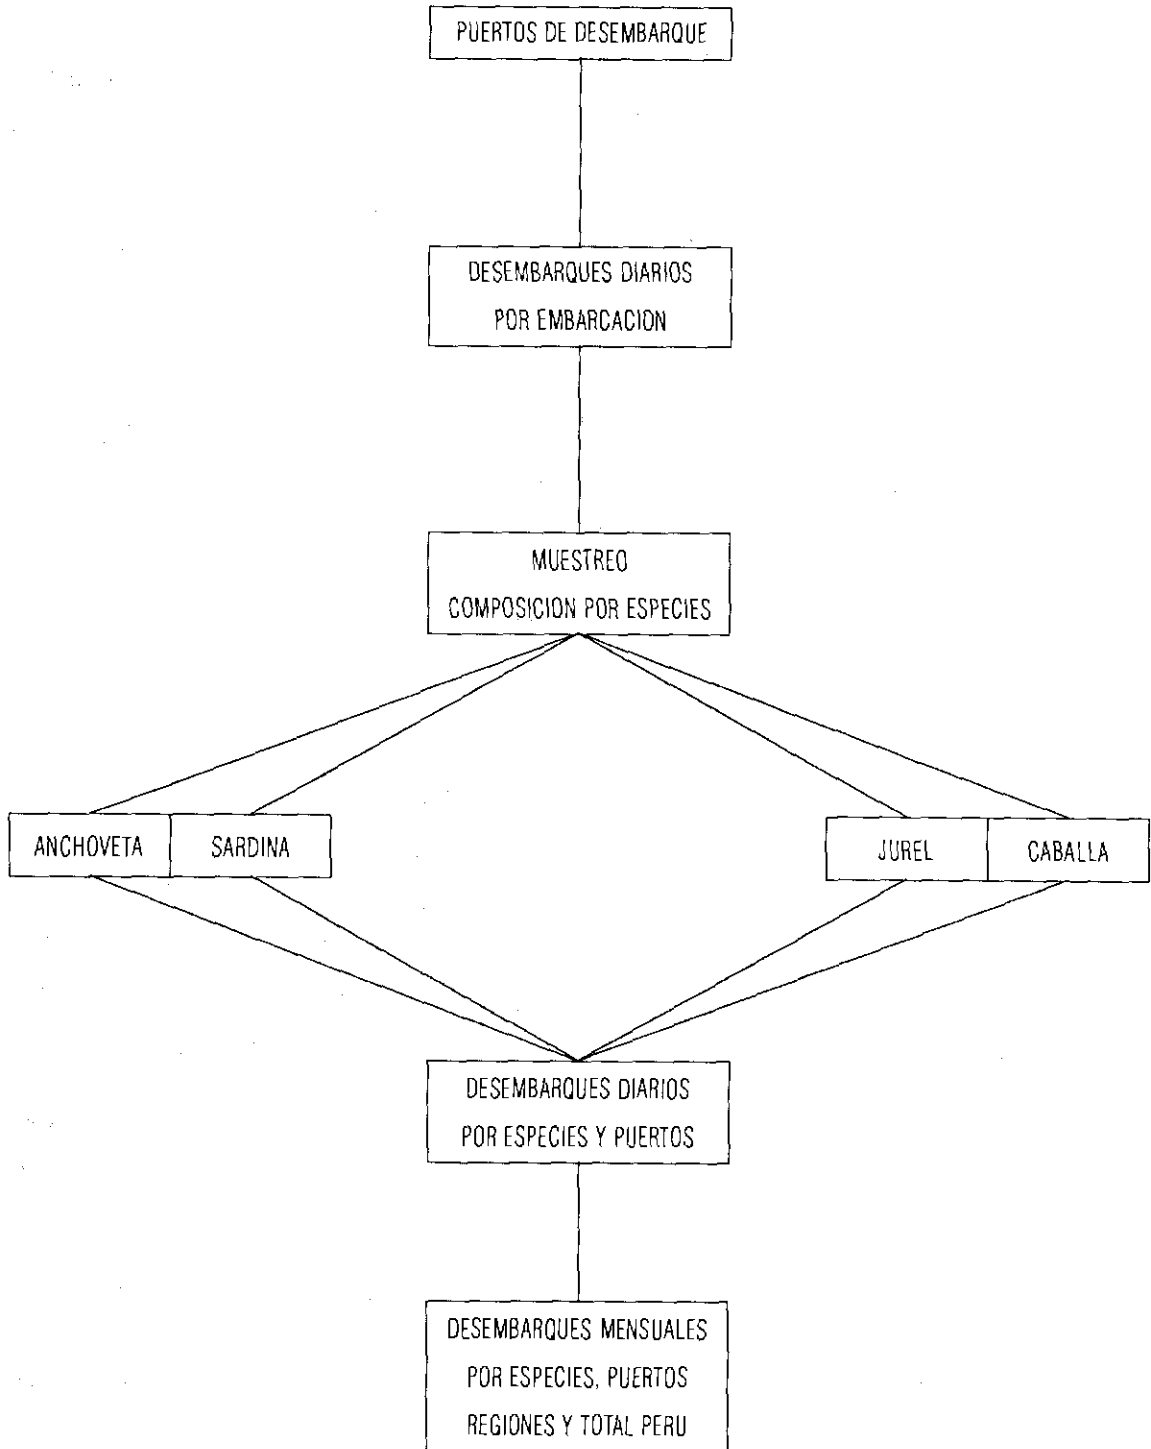 PUERTOS DE DESEMBARQUE
DESEMBARQUES DIARIOS
POR EMBARCACION
MUESTREO
COMPOSICION POR ESPECIES
ANCHOVETA
SARDINA
JUREL
CABALLA
DESEMBARQUES DIARIOS
POR ESPECIES Y PUERTOS
DESEMBARQUES MENSUALES
POR ESPECIES, PUERTOS
REGIONES Y TOTAL PERU